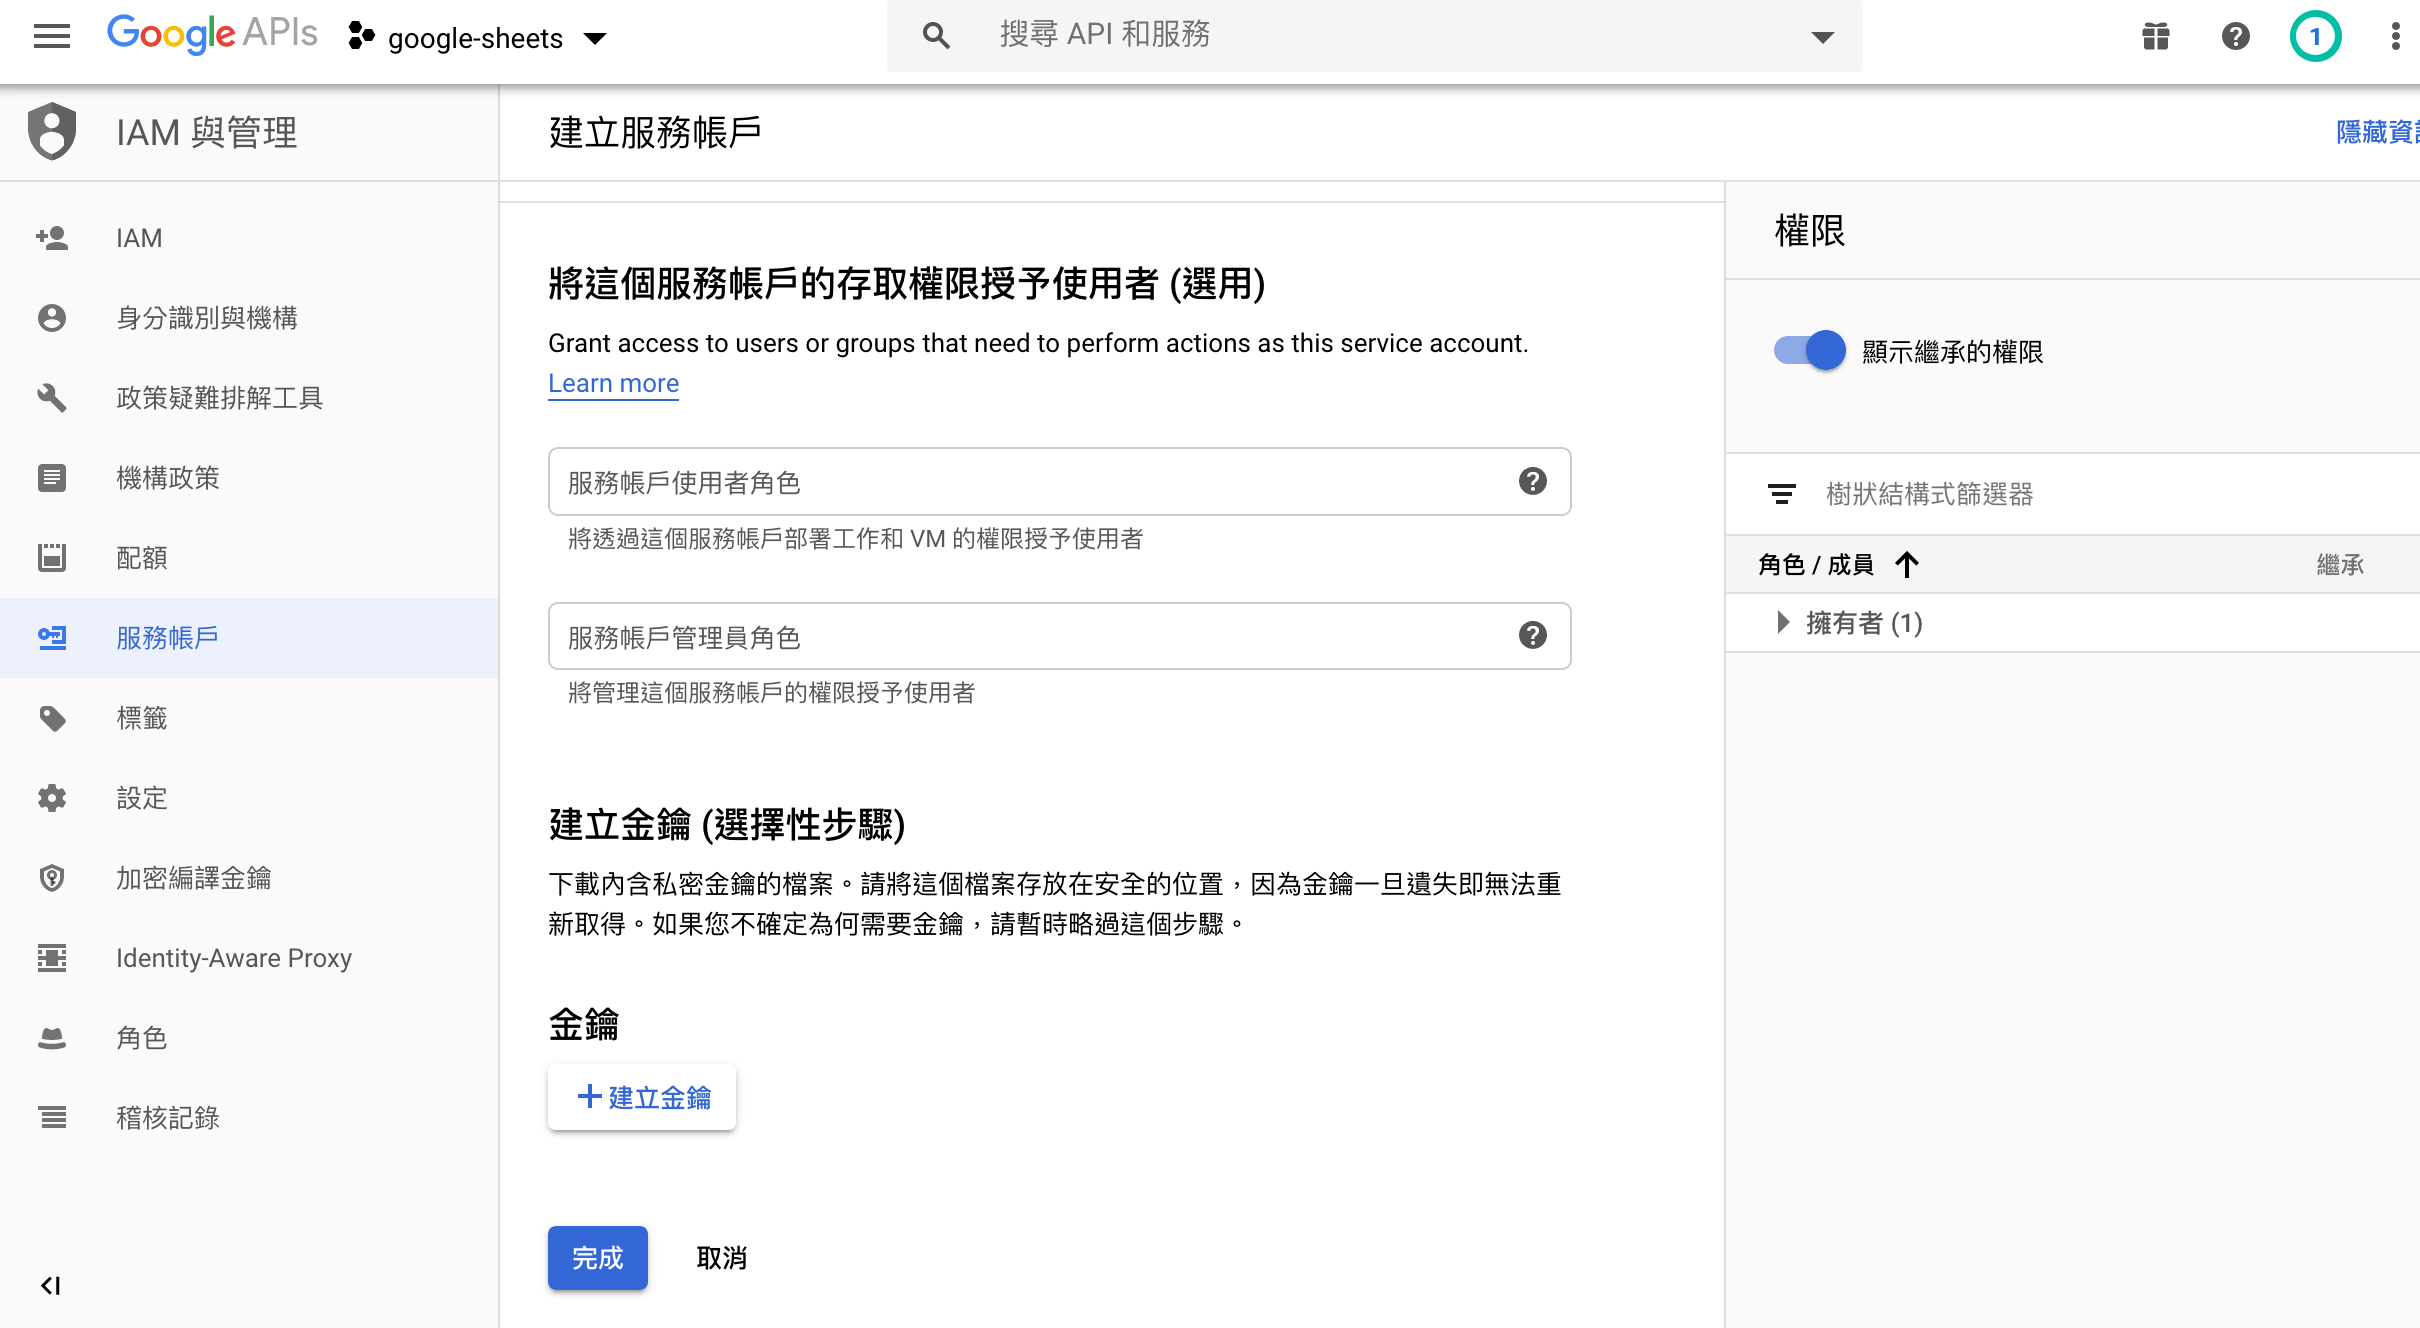 Google APIs
google-sheets
搜尋 API 和服務
1
IAM 與管理
建立服務帳戶
隱藏資
IAM
身分識別與機構
政策疑難排解工具
機構政策
配額
服務帳戶
標籤
設定
加密編譯金鑰
Identity-Aware Proxy
角色
稽核記錄
將這個服務帳戶的存取權限授予使用者 (選用)
Grant access to users or groups that need to perform actions as this service account.
Learn more
服務帳戶使用者角色
將透過這個服務帳戶部署工作和 VM 的權限授予使用者
服務帳戶管理員角色
將管理這個服務帳戶的權限授予使用者
建立金鑰 (選擇性步驟)
下載內含私密金鑰的檔案。請將這個檔案存放在安全的位置，因為金鑰一旦遺失即無法重
新取得。如果您不確定為何需要金鑰，請暫時略過這個步驟。
金鑰
+ 建立金鑰
完成
取消
權限
顯示繼承的權限
樹狀結構式篩選器
角色 / 成員
繼承
擁有者 (1)